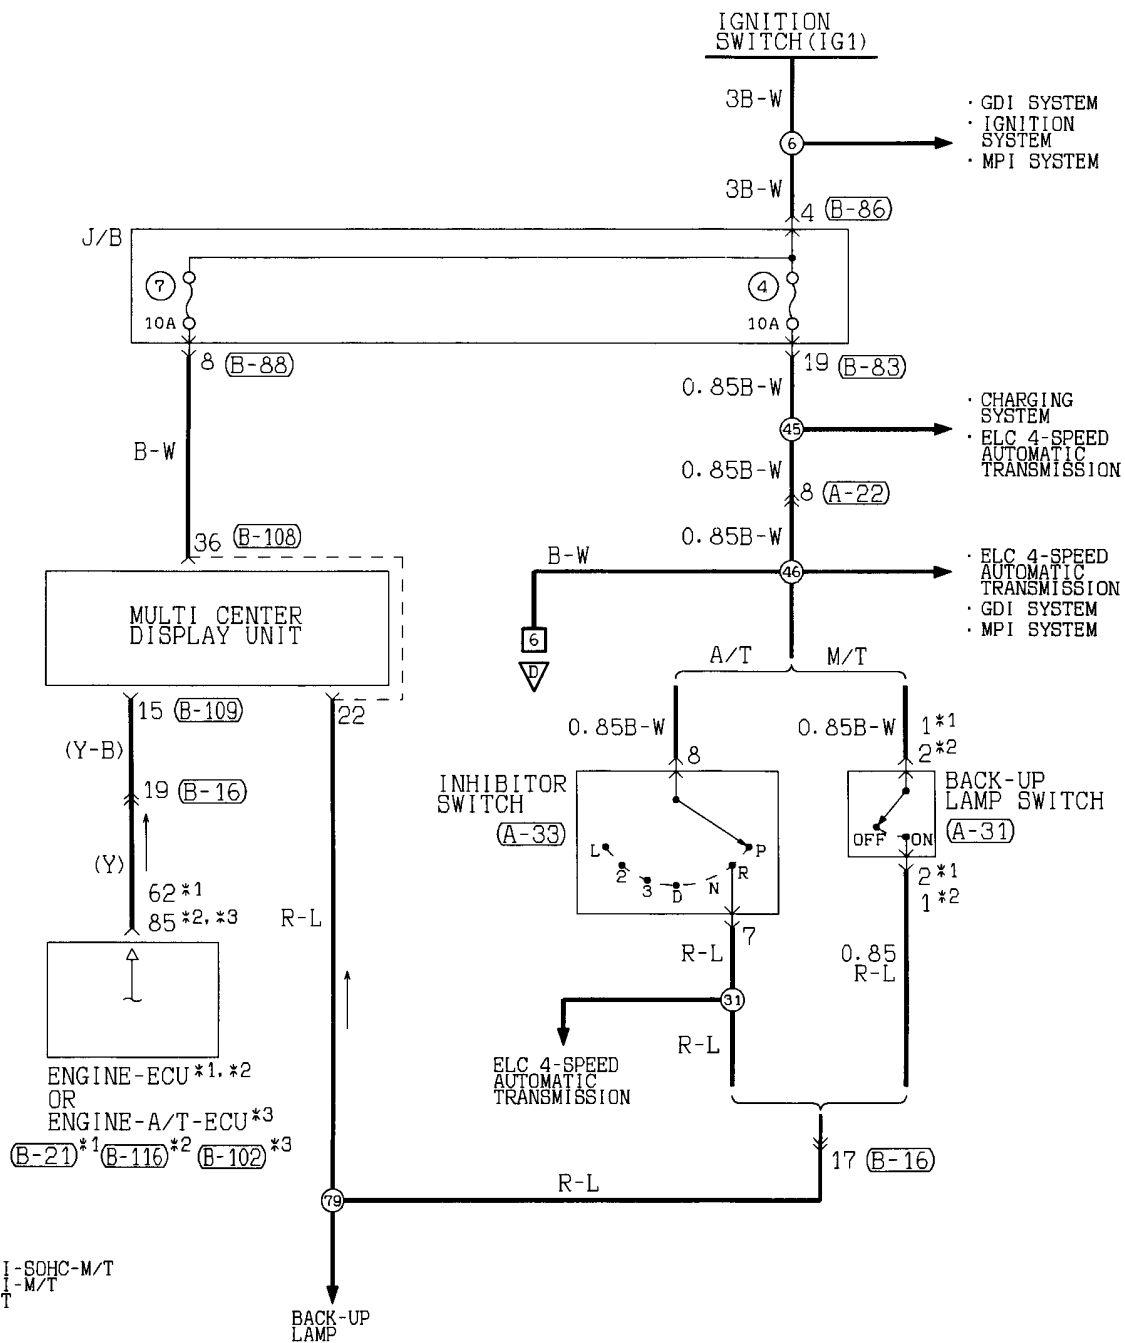 IGNITION
SWITCH(IG1)
3B-W
6
· GDI SYSTEM
· IGNITION
SYSTEM
· MPI SYSTEM
3B-W
4 (B-86)
J/B
7
10A
4
10A
8 (B-88)
19 (B-83)
0.85B-W
45
· CHARGING
SYSTEM
· ELC 4-SPEED
AUTOMATIC
TRANSMISSION
B-W
0.85B-W
8 (A-22)
0.85B-W
36 (B-108)
B-W
46
· ELC 4-SPEED
AUTOMATIC
TRANSMISSION
· GDI SYSTEM
· MPI SYSTEM
MULTI CENTER
DISPLAY UNIT
6
D
A/T
M/T
15 (B-109)
22
(Y-B)
0.85B-W
8
0.85B-W
1*1
2*2
19 (B-16)
INHIBITOR
SWITCH
(A-33)
L
2
3
D
N
R
P
BACK-UP
LAMP SWITCH
(A-31)
OFF
ON
(Y)
62*1
85*2,*3
R-L
7
2*1
1*2
R-L
0.85
R-L
31
R-L
ELC 4-SPEED
AUTOMATIC
TRANSMISSION
ENGINE-ECU*1,*2
OR
ENGINE-A/T-ECU*3
(B-21)*1 (B-116)*2 (B-102)*3
17 (B-16)
R-L
79
I-SOHC-M/T
I-M/T
T
BACK-UP
LAMP